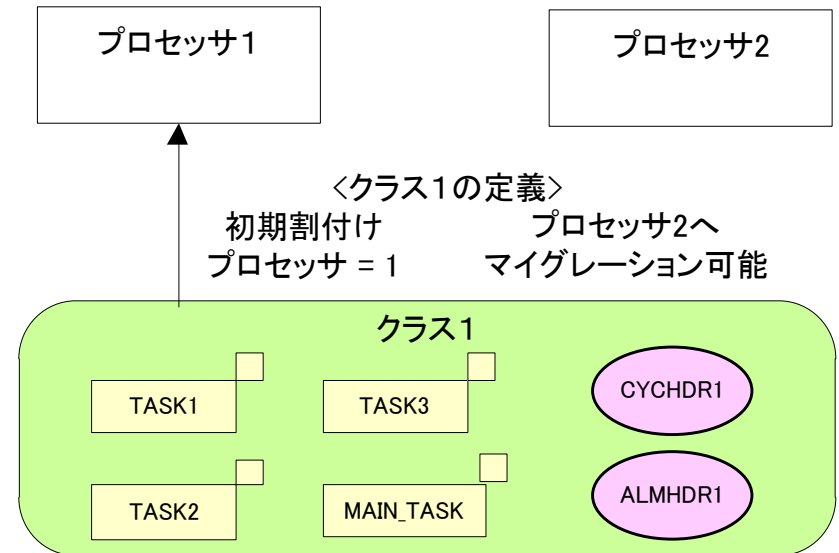 プロセッサ1
プロセッサ2
<クラス1の定義>
初期割付け
プロセッサ = 1
プロセッサ2へ
マイグレーション可能
クラス1
TASK1
TASK3
CYCHDR1
TASK2
MAIN_TASK
ALMHDR1